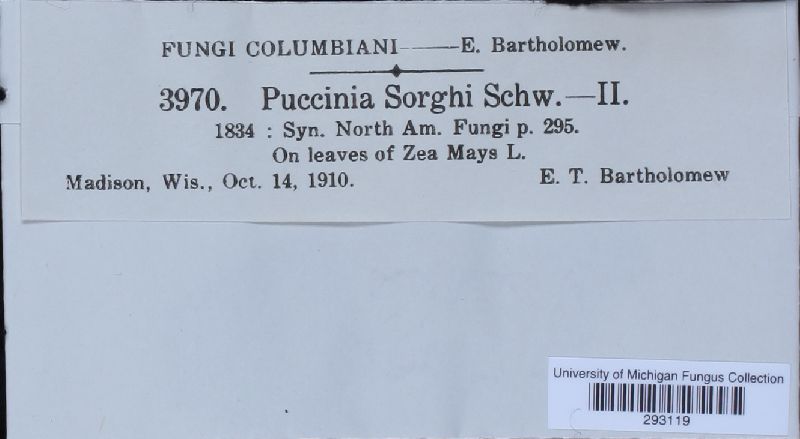 FUNGI COLUMBIANI——E. Bartholomew.
3970. Puccinia Sorghi Schw.—II.
1834 : Syn. North Am. Fungi p. 295.
On leaves of Zea Mays L.
Madison, Wis., Oct. 14, 1910. E. T. Bartholomew
University of Michigan Fungus Collection
293119